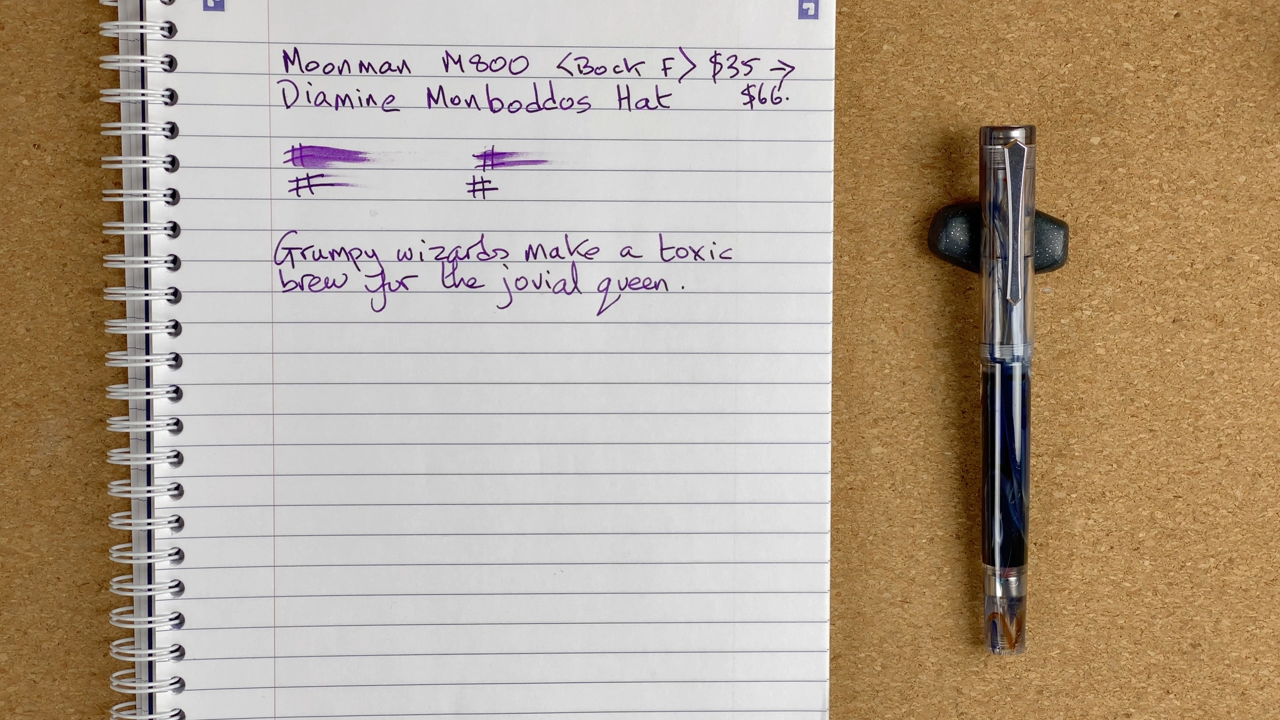 Moonman M800 <Bock F> $35 →
Diamine Monboddos Hat $66.
# #
# #
Grumpy wizards make a toxic
brew for the jovial queen.